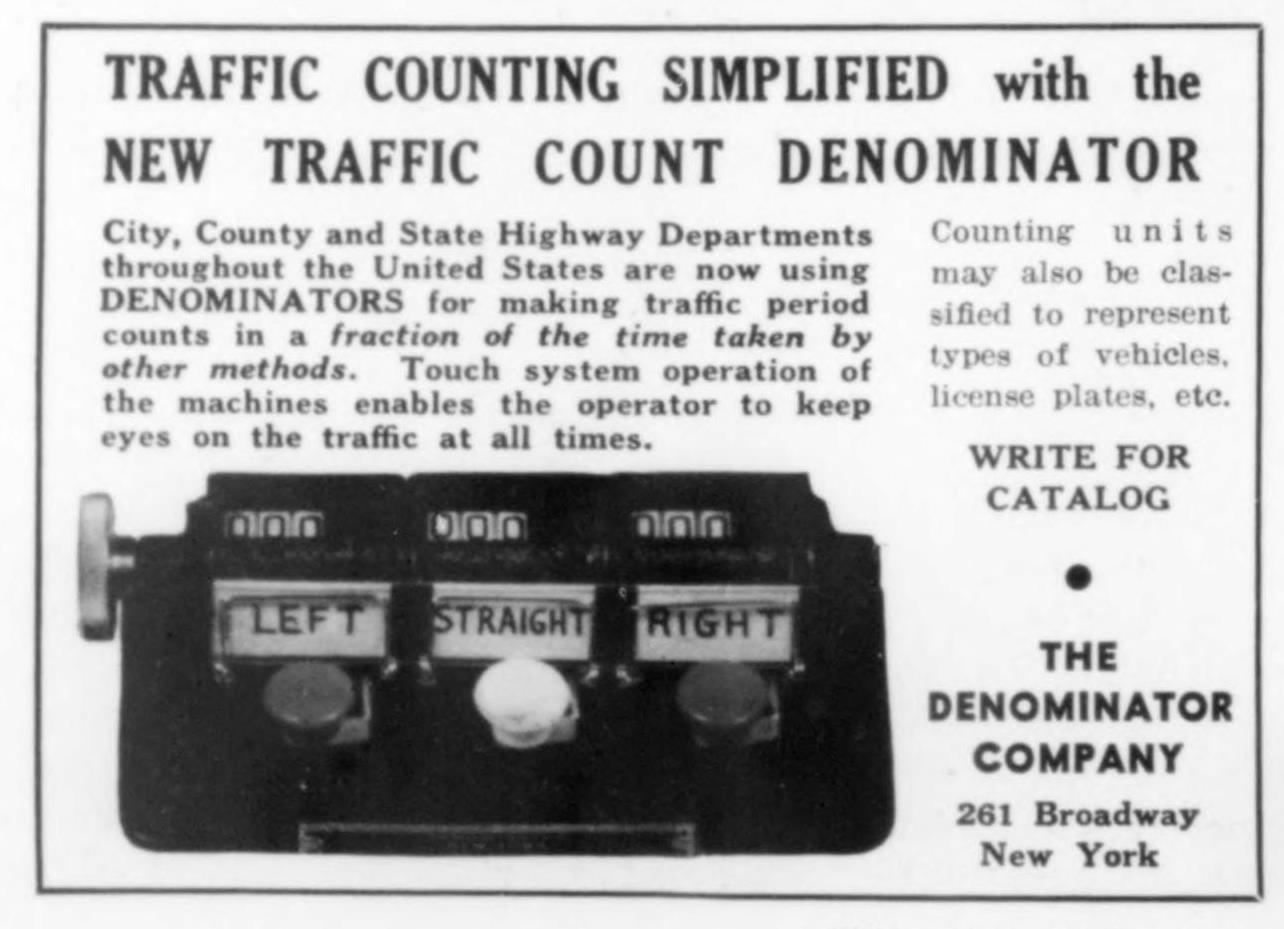 TRAFFIC COUNTING SIMPLIFIED with the
NEW TRAFFIC COUNT DENOMINATOR
City, County and State Highway Departments
throughout the United States are now using
DENOMINATORS for making traffic period
counts in a fraction of the time taken by
other methods. Touch system operation of
the machines enables the operator to keep
eyes on the traffic at all times.
Counting units
may also be clas-
sified to represent
types of vehicles,
license plates, etc.
WRITE FOR
CATALOG
000 000 000
LEFT STRAIGHT RIGHT
THE
DENOMINATOR
COMPANY
261 Broadway
New York